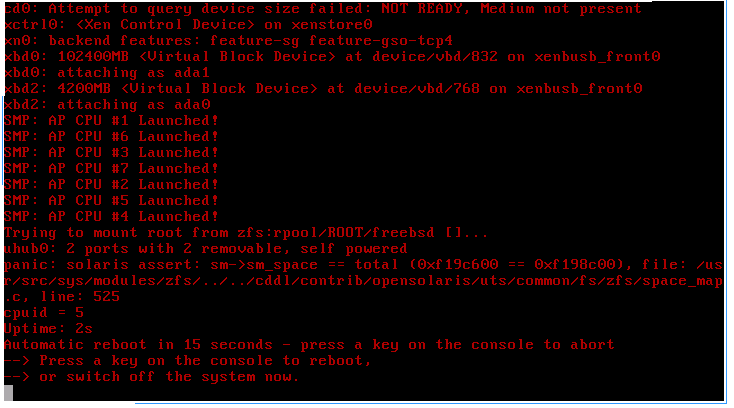 cd0: Attempt to query device size failed: NOT READY, Medium not present
xctrl0: <Xen Control Device> on xenstore0
xn0: backend features: feature-sg feature-gso-tcp4
xbd0: 102400MB <Virtual Block Device> at device/vbd/832 on xenbusb_front0
xbd0: attaching as ada1
xbd2: 4200MB <Virtual Block Device> at device/vbd/768 on xenbusb_front0
xbd2: attaching as ada0
SMP: AP CPU #1 Launched!
SMP: AP CPU #6 Launched!
SMP: AP CPU #3 Launched!
SMP: AP CPU #7 Launched!
SMP: AP CPU #2 Launched!
SMP: AP CPU #5 Launched!
SMP: AP CPU #4 Launched!
Trying to mount root from zfs:rpool/ROOT/freebsd []...
uhub0: 2 ports with 2 removable, self powered
panic: solaris assert: sm->sm_space == total (0xf19c600 == 0xf198c00), file: /us
r/src/sys/modules/zfs/../../cddl/contrib/opensolaris/uts/common/fs/zfs/space_map
.c, line: 525
cpuid = 5
Uptime: 2s
Automatic reboot in 15 seconds - press a key on the console to abort
--> Press a key on the console to reboot,
--> or switch off the system now.